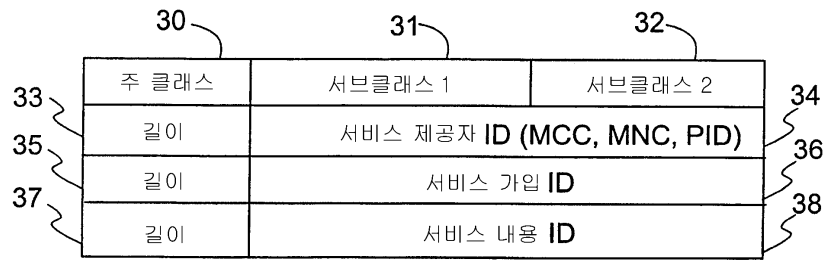 30 31 32
주 클래스 서브클래스 1 서브클래스 2
33 길이 서비스 제공자 ID (MCC, MNC, PID) 34
35 길이 서비스 가입 ID 36
37 길이 서비스 내용 ID 38